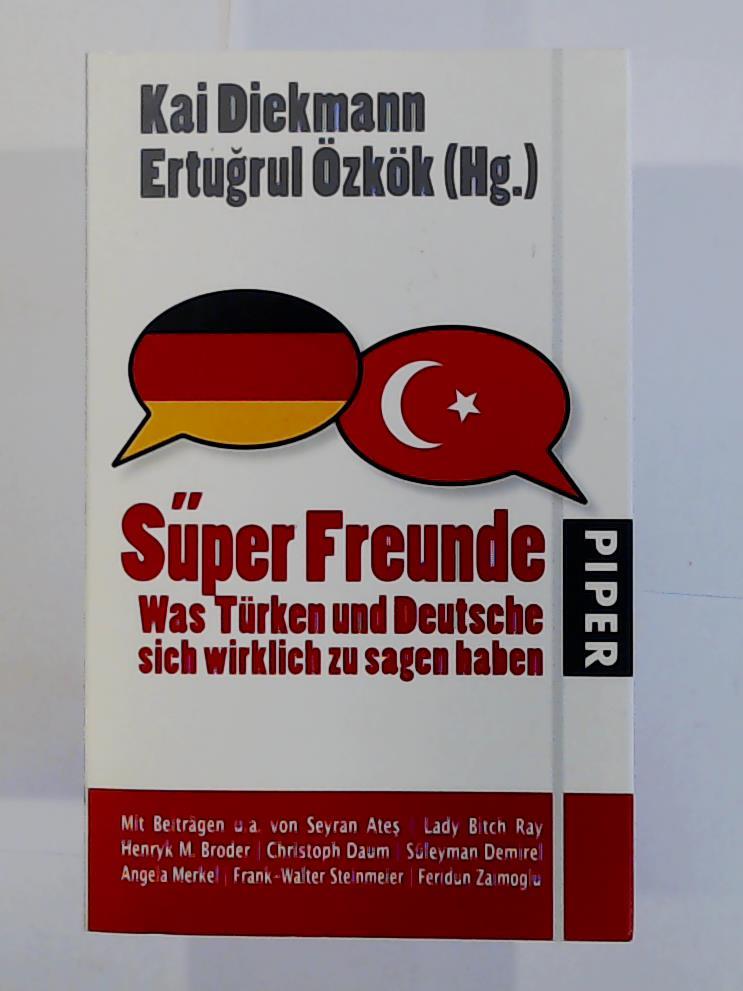 Kai Diekmann
Ertuğrul Özkök (Hg.)
Süper Freunde
Was Türken und Deutsche
sich wirklich zu sagen haben
PIPER
Mit Beiträgen u.a. von Seyran Ateş | Lady Bitch Ray
Henryk M. Broder | Christoph Daum | Süleyman Demirel
Angela Merkel | Frank-Walter Steinmeier | Feridun Zaimoglu